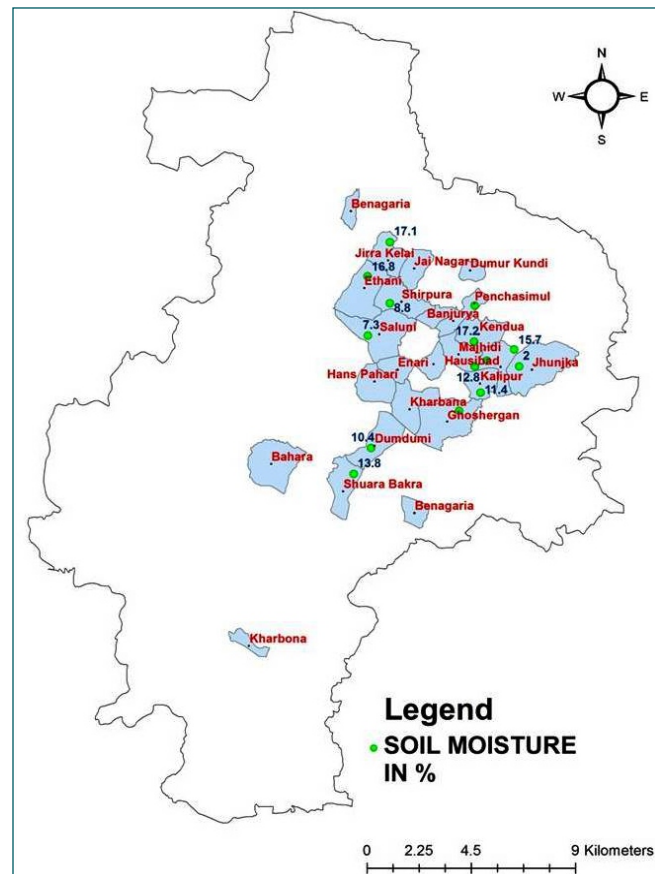 N
W E
S
Benagaria
17.1
Jirra Kelai
Jai Nagar
Dumur Kundi
16.8
Ethani
Shirpura
Penchasimul
8.8
Banjurya
7.3
Saluni
17.2
Kendua
15.7
Majhidi
2
Hausibad
Jhunjka
Enari
Hans Pahari
12.8
Kalipur
11.4
Kharbana
Ghoshergan
10.4
Dumdumi
Bahara
13.8
Shuara Bakra
Benagaria
Kharbona
Legend
SOIL MOISTURE
IN %
0 2.25 4.5 9 Kilometers